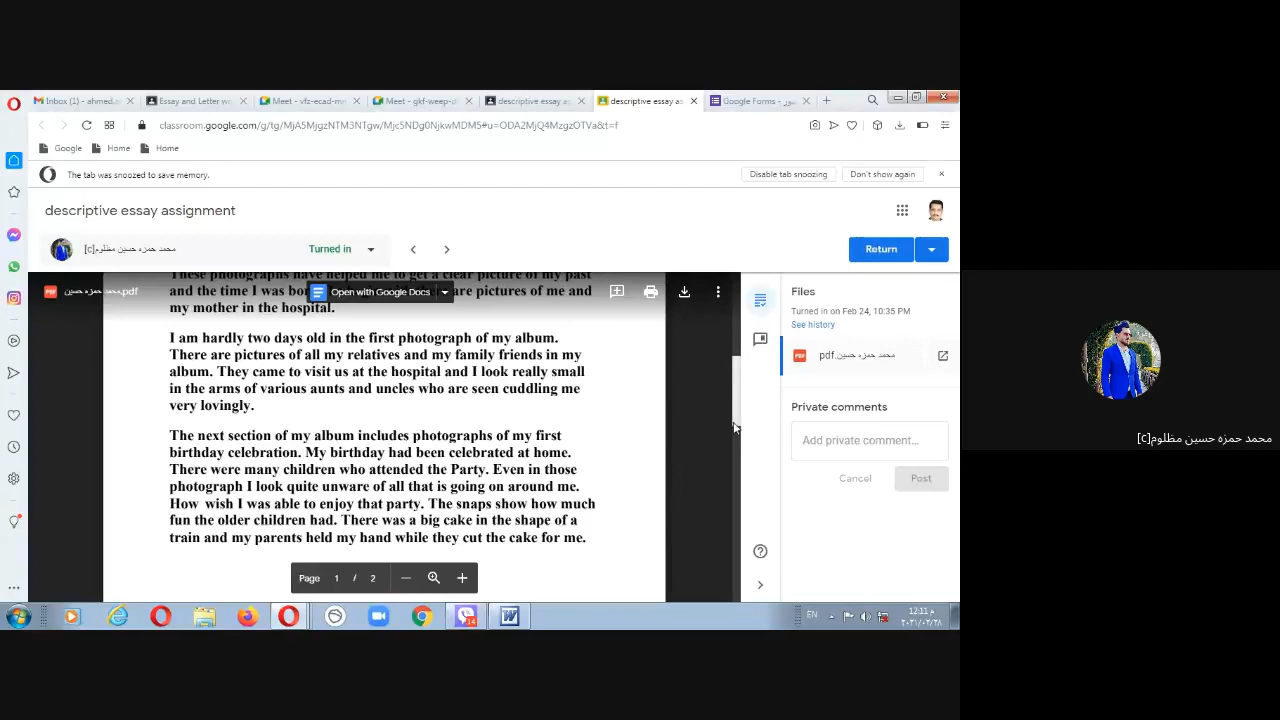 Inbox (1) - ahmed.
Essay and Letter w
Meet - vfz-ecad-m
Meet - gkf-weep-d
descriptive essay a
descriptive essay as
Google Forms -
classroom.google.com/g/tg/MjA5MjgzNTM3NTgw/Mjc5NDg0NjkwMDM5#u=ODA2MjQ4MzgzOTVa&t=f
Google Home Home
The tab was snoozed to save memory.
Disable tab snoozing
Don't show again
descriptive essay assignment
محمد حمزه حسين مظلوم[c]
Turned in
Return
محمد حمزه حسين.pdf
Open with Google Docs
These photographs have helped me to get a clear picture of my past
and the time I was are pictures of me and
my mother in the hospital.
I am hardly two days old in the first photograph of my album.
There are pictures of all my relatives and my family friends in my
album. They came to visit us at the hospital and I look really small
in the arms of various aunts and uncles who are seen cuddling me
very lovingly.
The next section of my album includes photographs of my first
birthday celebration. My birthday had been celebrated at home.
There were many children who attended the Party. Even in those
photograph I look quite unware of all that is going on around me.
How wish I was able to enjoy that party. The snaps show how much
fun the older children had. There was a big cake in the shape of a
train and my parents held my hand while they cut the cake for me.
Page 1 / 2
Files
Turned in on Feb 24, 10:35 PM
See history
محمد حمزه حسين.pdf
Private comments
Add private comment...
Cancel
Post
محمد حمزه حسين مظلوم[c]
14
EN
12:11 م
٢٠٢١/٠٢/٢٨